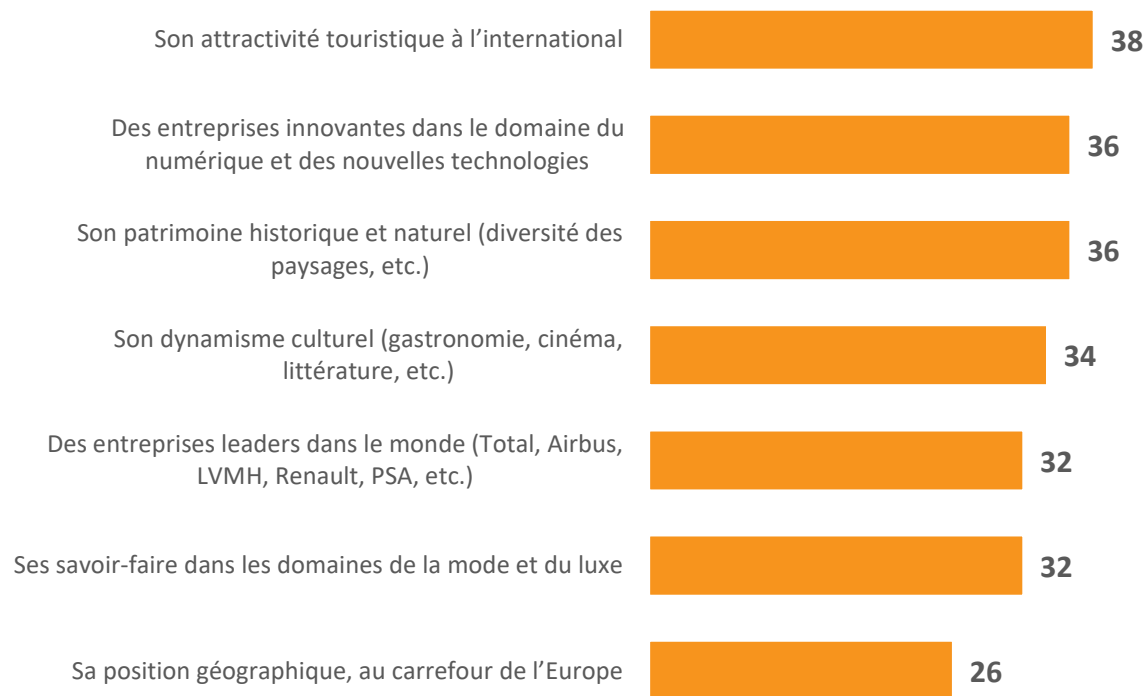 Son attractivité touristique à l’international
38
Des entreprises innovantes dans le domaine du
numérique et des nouvelles technologies
36
Son patrimoine historique et naturel (diversité des
paysages, etc.)
36
Son dynamisme culturel (gastronomie, cinéma,
littérature, etc.)
34
Des entreprises leaders dans le monde (Total, Airbus,
LVMH, Renault, PSA, etc.)
32
Ses savoir-faire dans les domaines de la mode et du luxe
32
Sa position géographique, au carrefour de l’Europe
26